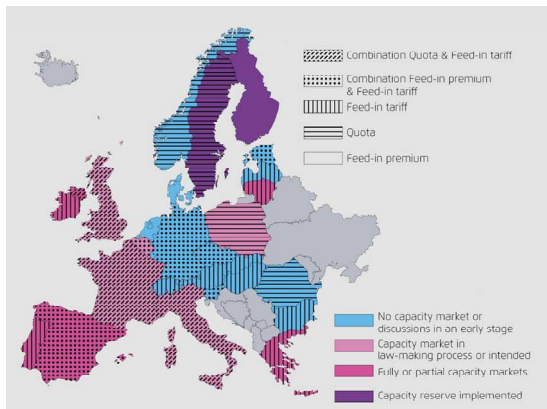 Combination Quota & Feed-in tariff
Combination Feed-in premium
& Feed-in tariff
Feed-in tariff
Quota
Feed-in premium
No capacity market or
discussions in an early stage
Capacity market in
law-making process or intended
Fully or partial capacity markets
Capacity reserve implemented